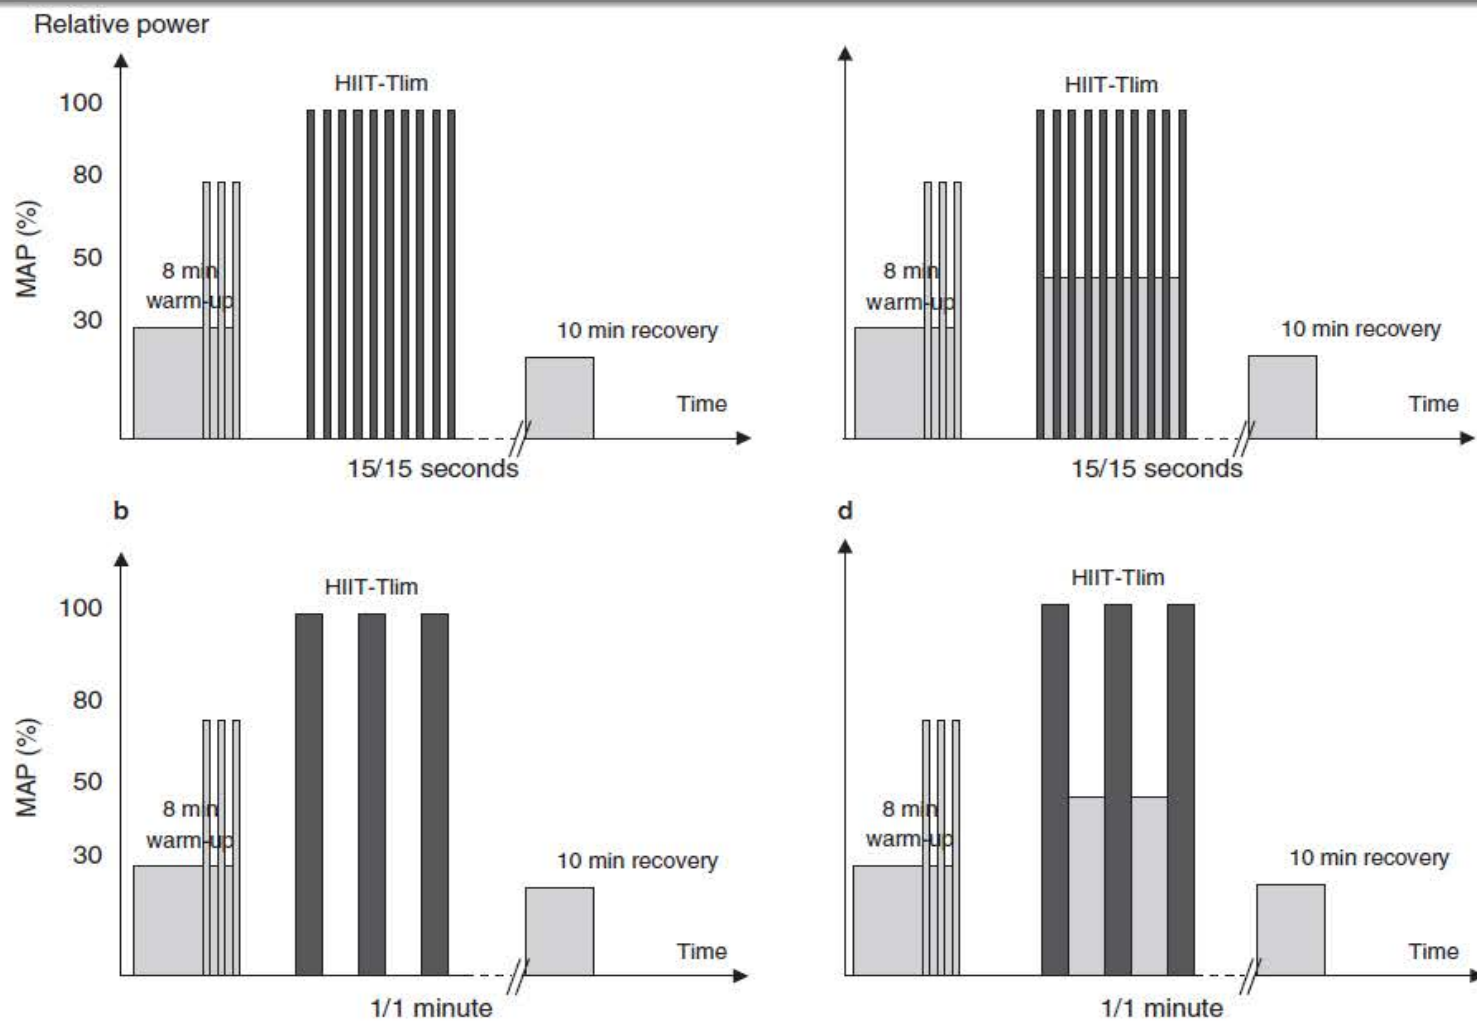 Relative power
HIIT-Tlim
100
80
MAP (%)
50
30
8 min
warm-up
10 min recovery
Time
15/15 seconds
HIIT-Tlim
8 min
warm-up
10 min recovery
Time
15/15 seconds
b
HIIT-Tlim
100
80
MAP (%)
50
30
8 min
warm-up
10 min recovery
Time
1/1 minute
d
HIIT-Tlim
8 min
warm-up
10 min recovery
Time
1/1 minute